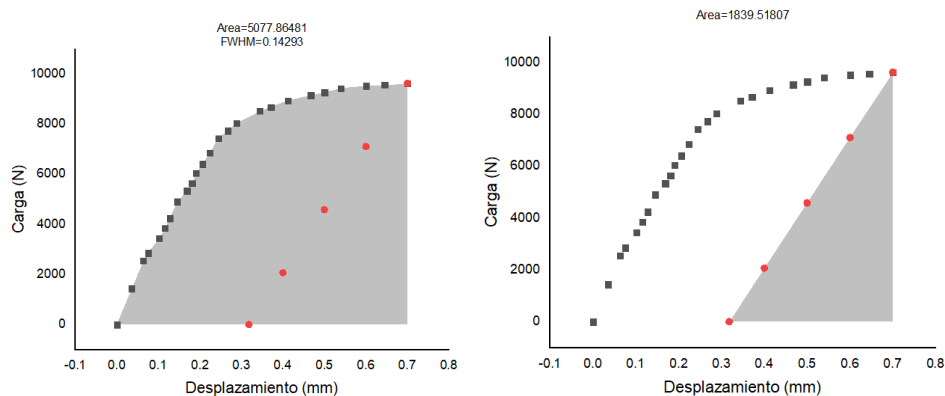 Area=5077.86481
FWHM=0.14293
10000
8000
6000
4000
2000
0
Carga (N)
-0.1 0.0 0.1 0.2 0.3 0.4 0.5 0.6 0.7 0.8
Desplazamiento (mm)
Area=1839.51807
10000
8000
6000
4000
2000
0
Carga (N)
-0.1 0.0 0.1 0.2 0.3 0.4 0.5 0.6 0.7 0.8
Desplazamiento (mm)